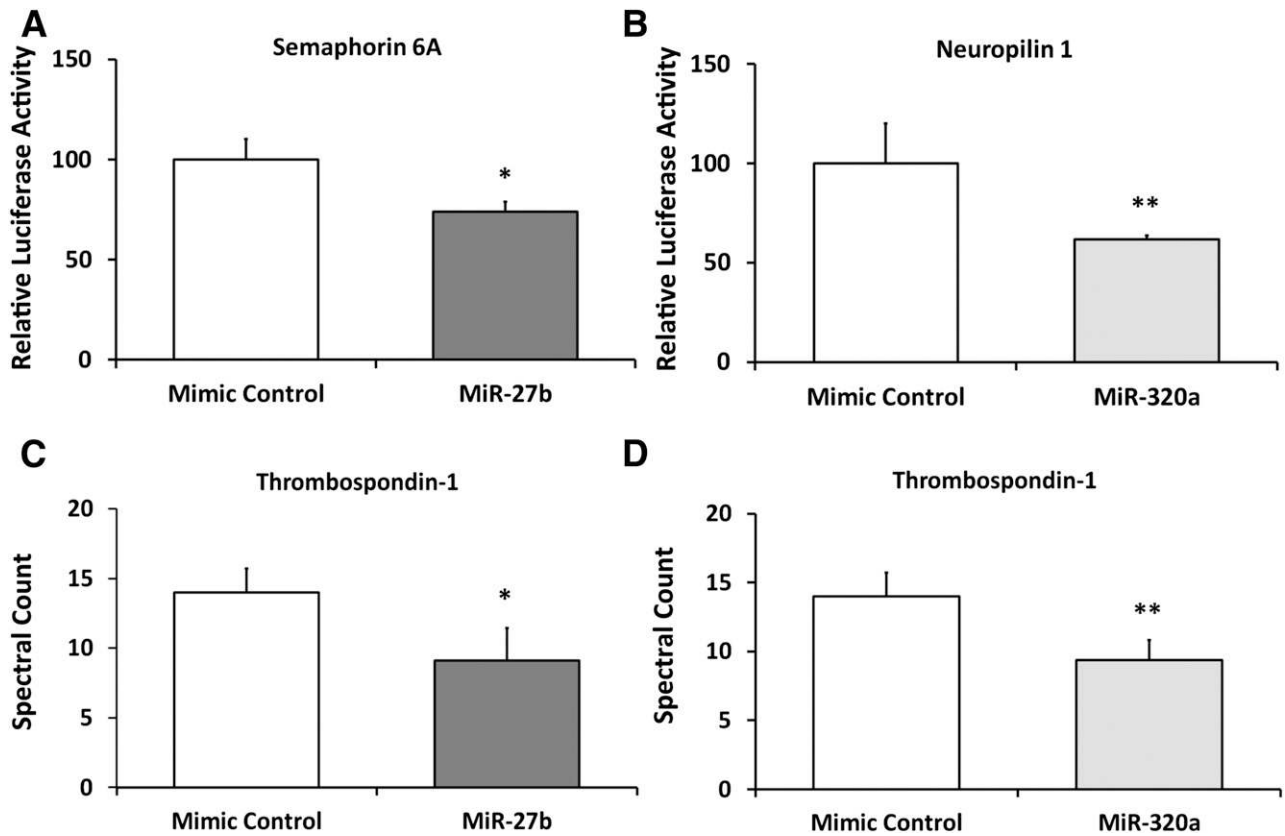 A
Semaphorin 6A
Relative Luciferase Activity
150
100
50
0
*
Mimic Control
MiR-27b
B
Neuropilin 1
Relative Luciferase Activity
150
100
50
0
**
Mimic Control
MiR-320a
C
Thrombospondin-1
Spectral Count
20
15
10
5
0
*
Mimic Control
MiR-27b
D
Thrombospondin-1
Spectral Count
20
15
10
5
0
**
Mimic Control
MiR-320a